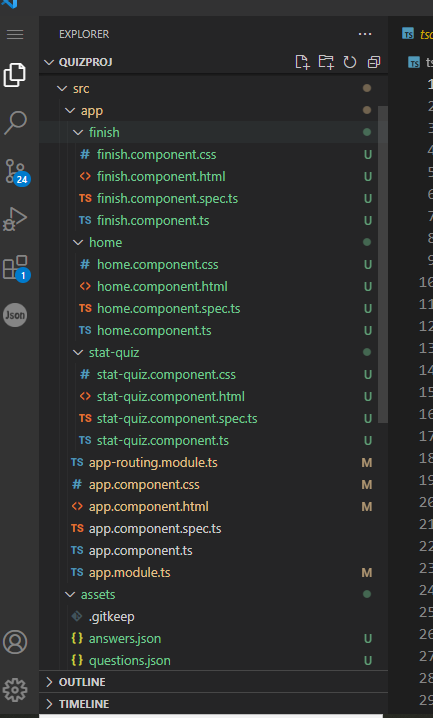 EXPLORER
QUIZPROJ
src
app
finish
# finish.component.css U
<> finish.component.html U
TS finish.component.spec.ts U
TS finish.component.ts U
home
# home.component.css U
<> home.component.html U
TS home.component.spec.ts U
TS home.component.ts U
stat-quiz
# stat-quiz.component.css U
<> stat-quiz.component.html U
TS stat-quiz.component.spec.ts U
TS stat-quiz.component.ts U
TS app-routing.module.ts M
# app.component.css M
<> app.component.html M
TS app.component.spec.ts
TS app.component.ts
TS app.module.ts M
assets
.gitkeep
{} answers.json U
{} questions.json U
OUTLINE
TIMELINE
24
1
Json
TS tsc
TS ts
1
2
3
4
5
6
7
8
9
10
11
12
13
14
15
16
17
18
19
20
21
22
23
24
25
26
27
28
29